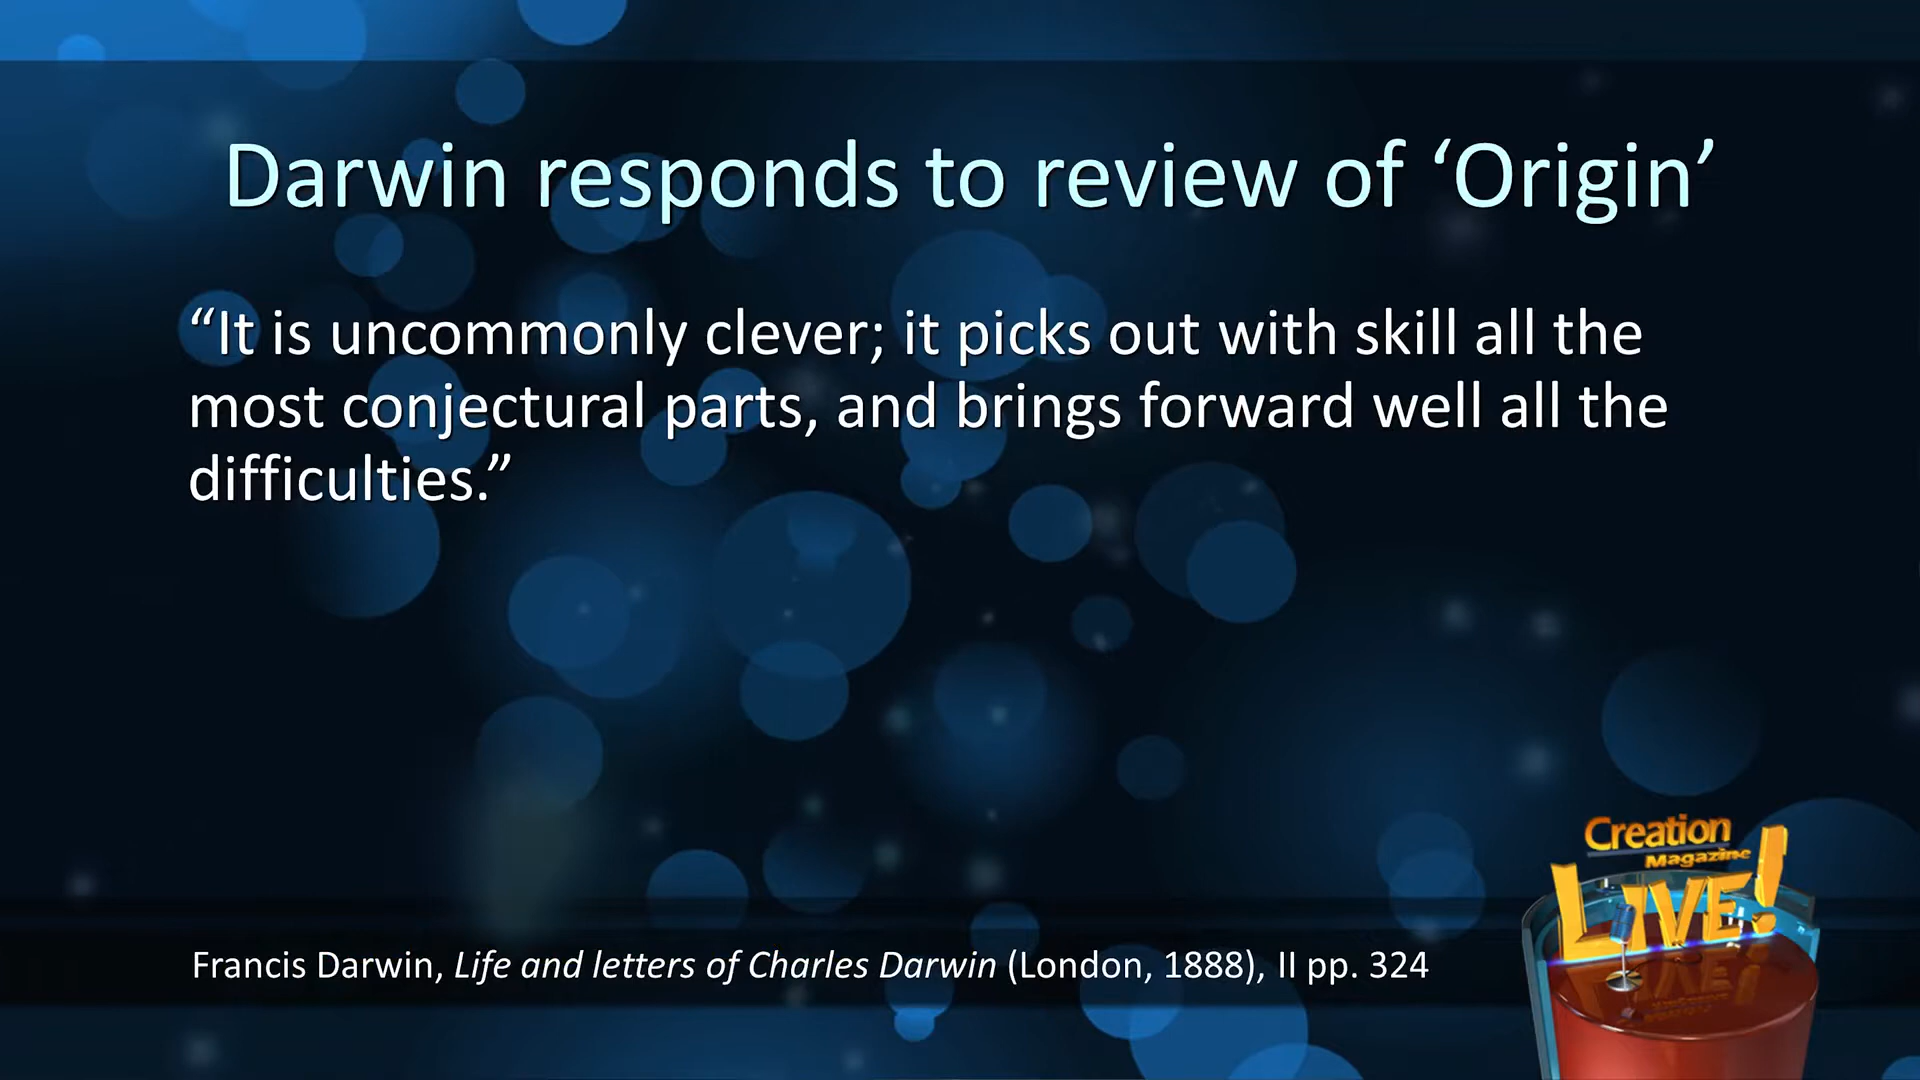 Darwin responds to review of ‘Origin’
“It is uncommonly clever; it picks out with skill all the
most conjectural parts, and brings forward well all the
difficulties.”
Francis Darwin, Life and letters of Charles Darwin (London, 1888), II pp. 324
Creation
Magazine
LIVE!